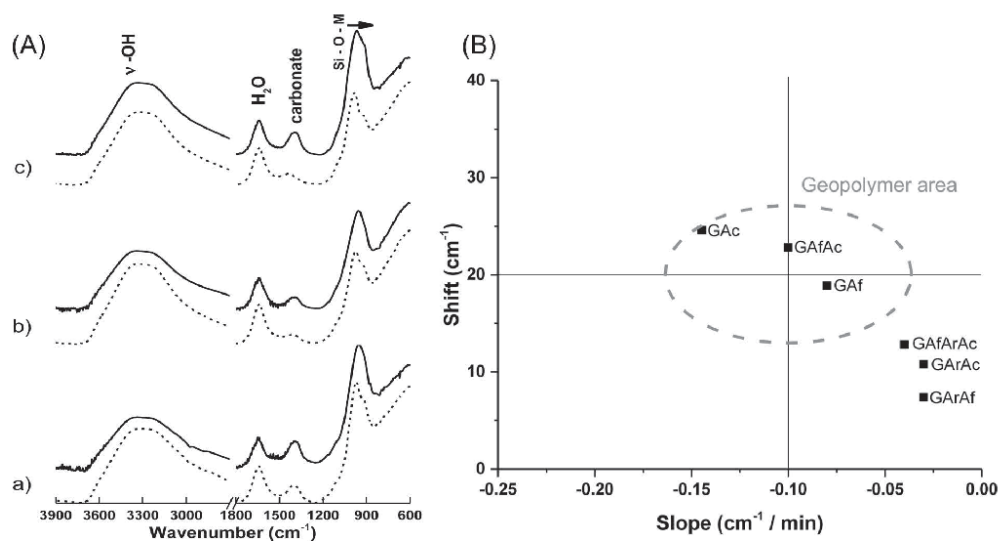 (A)
ν -OH
H₂O
carbonate
Si - O - M
c)
b)
a)
3900 3600 3300 3000 1800 1500 1200 900 600
Wavenumber (cm⁻¹)
(B)
Shift (cm⁻¹)
40
30
20
10
0
Geopolymer area
GAc
GAfAc
GAf
GAfArAc
GArAc
GArAf
-0.25 -0.20 -0.15 -0.10 -0.05 0.00
Slope (cm⁻¹ / min)